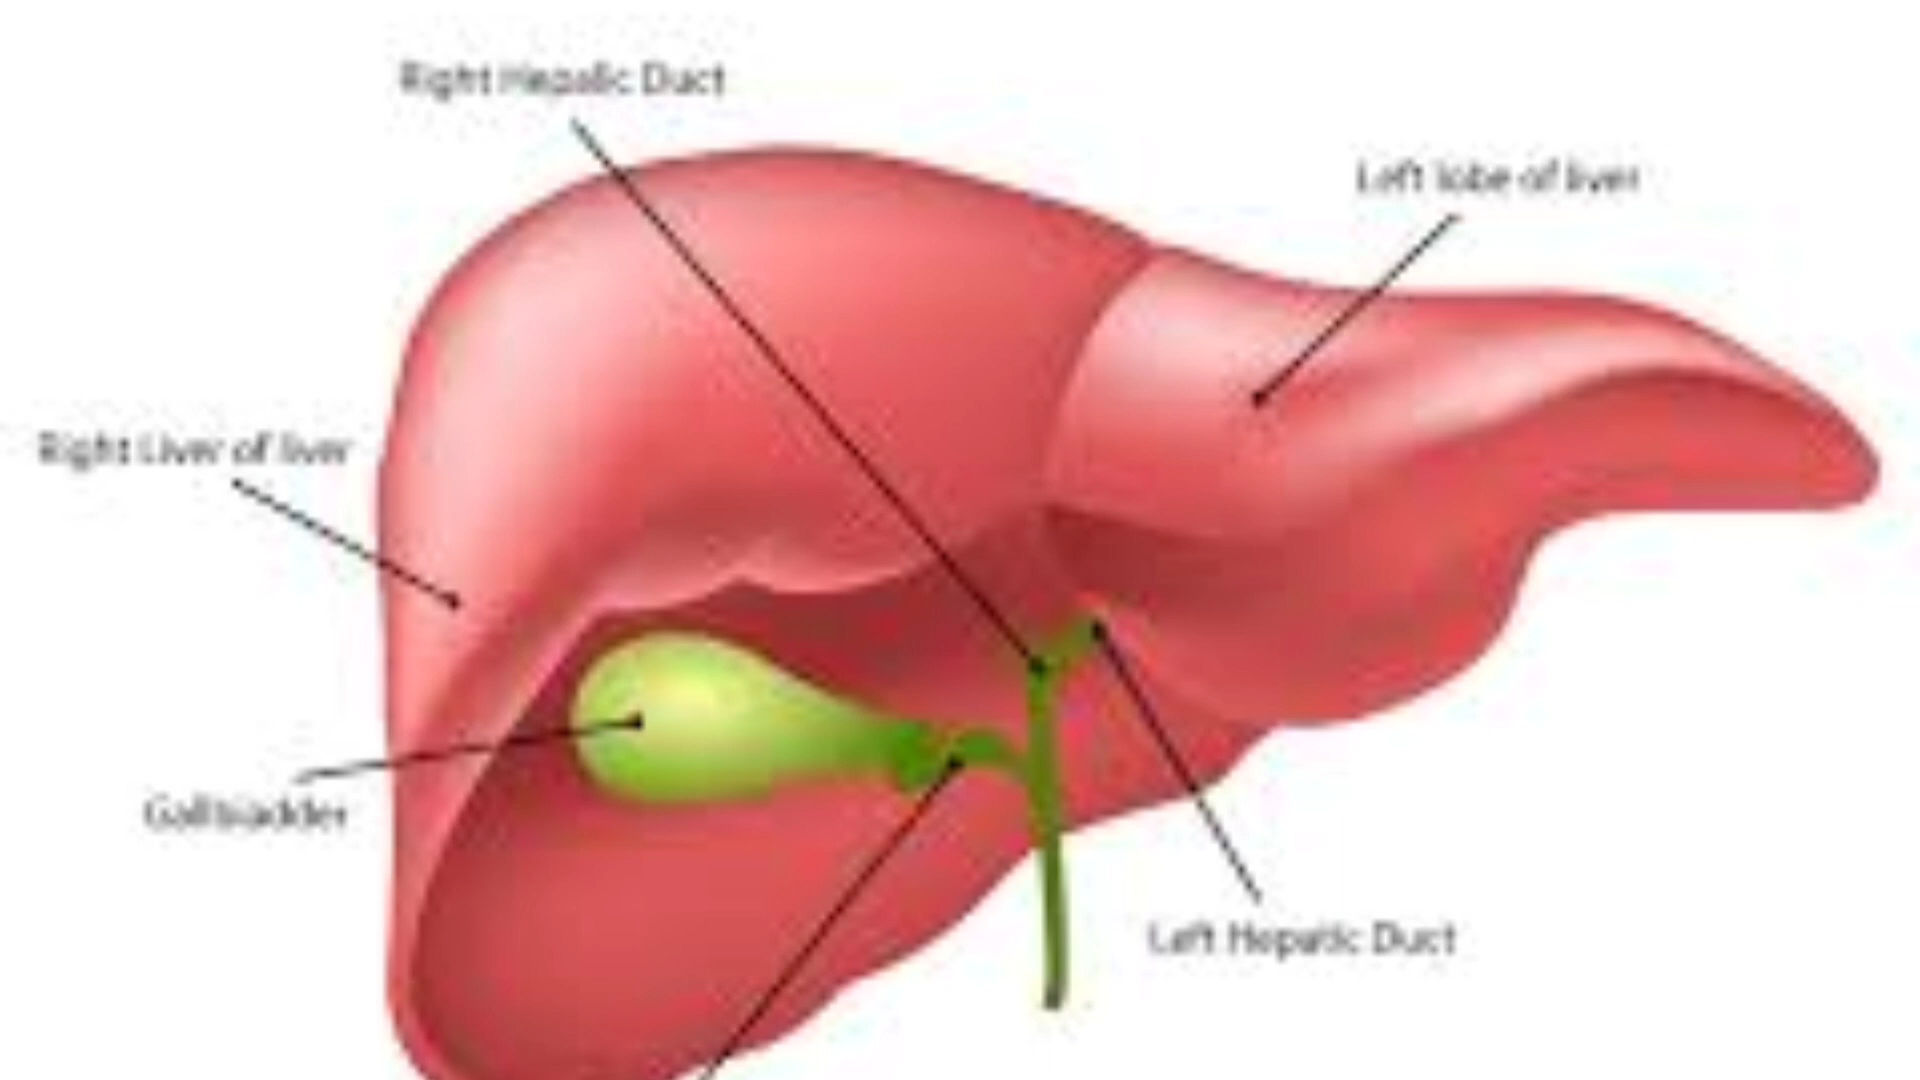 Right Hepatic Duct
Left lobe of liver
Right Liver of liver
Gallbladder
Left Hepatic Duct